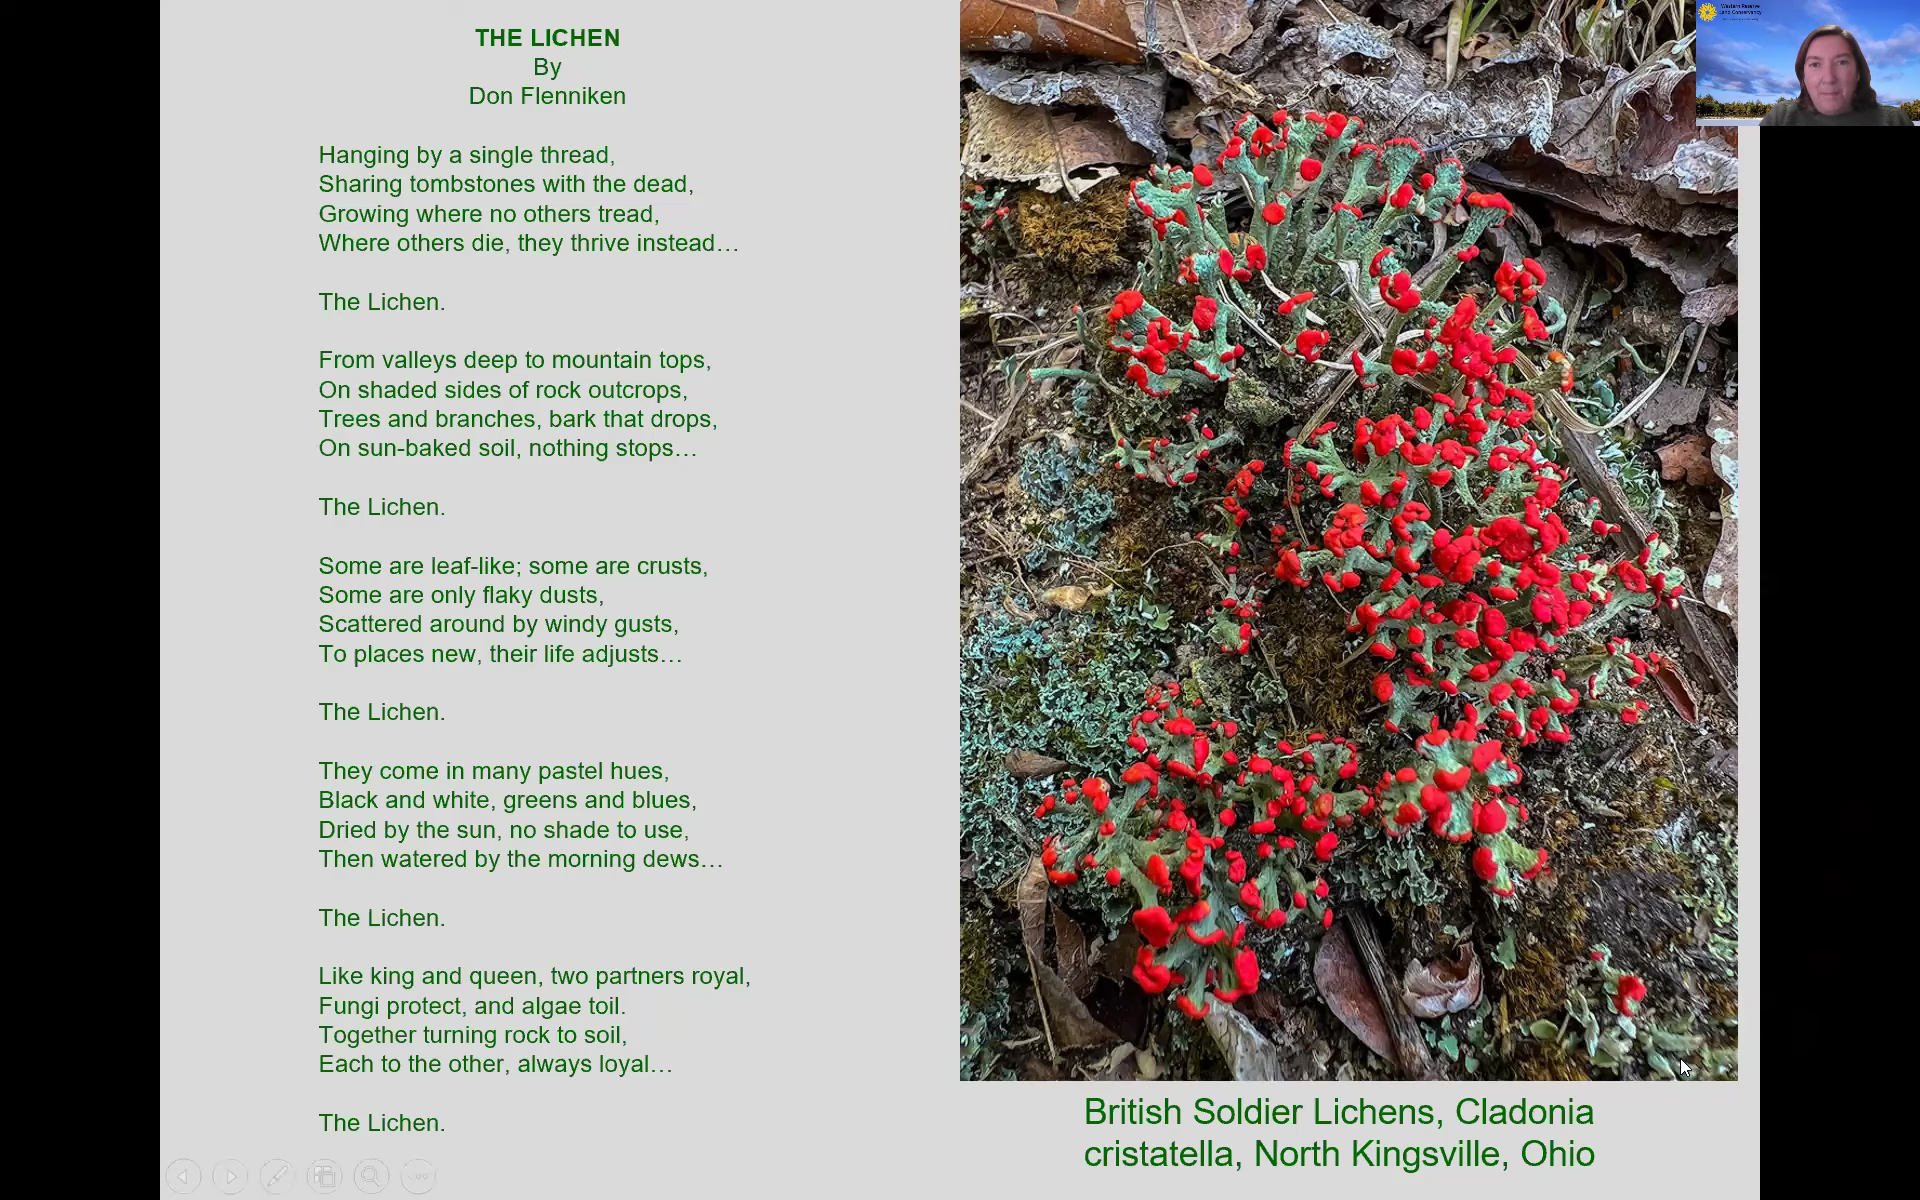 THE LICHEN
By
Don Flenniken
Hanging by a single thread,
Sharing tombstones with the dead,
Growing where no others tread,
Where others die, they thrive instead…
The Lichen.
From valleys deep to mountain tops,
On shaded sides of rock outcrops,
Trees and branches, bark that drops,
On sun-baked soil, nothing stops…
The Lichen.
Some are leaf-like; some are crusts,
Some are only flaky dusts,
Scattered around by windy gusts,
To places new, their life adjusts…
The Lichen.
They come in many pastel hues,
Black and white, greens and blues,
Dried by the sun, no shade to use,
Then watered by the morning dews…
The Lichen.
Like king and queen, two partners royal,
Fungi protect, and algae toil.
Together turning rock to soil,
Each to the other, always loyal…
The Lichen.
British Soldier Lichens, Cladonia
cristatella, North Kingsville, Ohio
Western Reserve
Land Conservancy